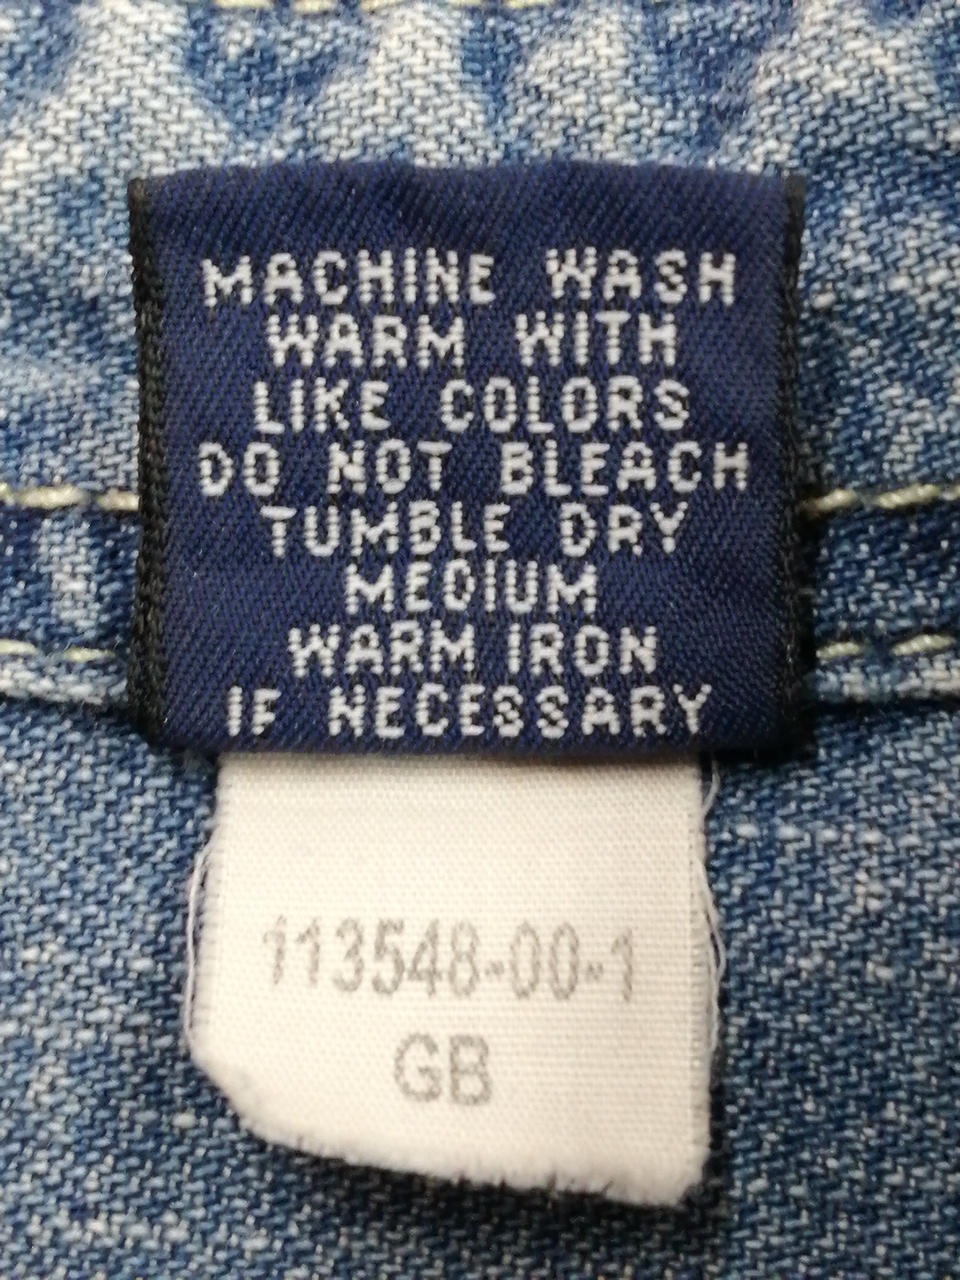 MACHINE WASH
WARM WITH
LIKE COLORS
DO NOT BLEACH
TUMBLE DRY
MEDIUM
WARM IRON
IF NECESSARY
113548-00-1
GB